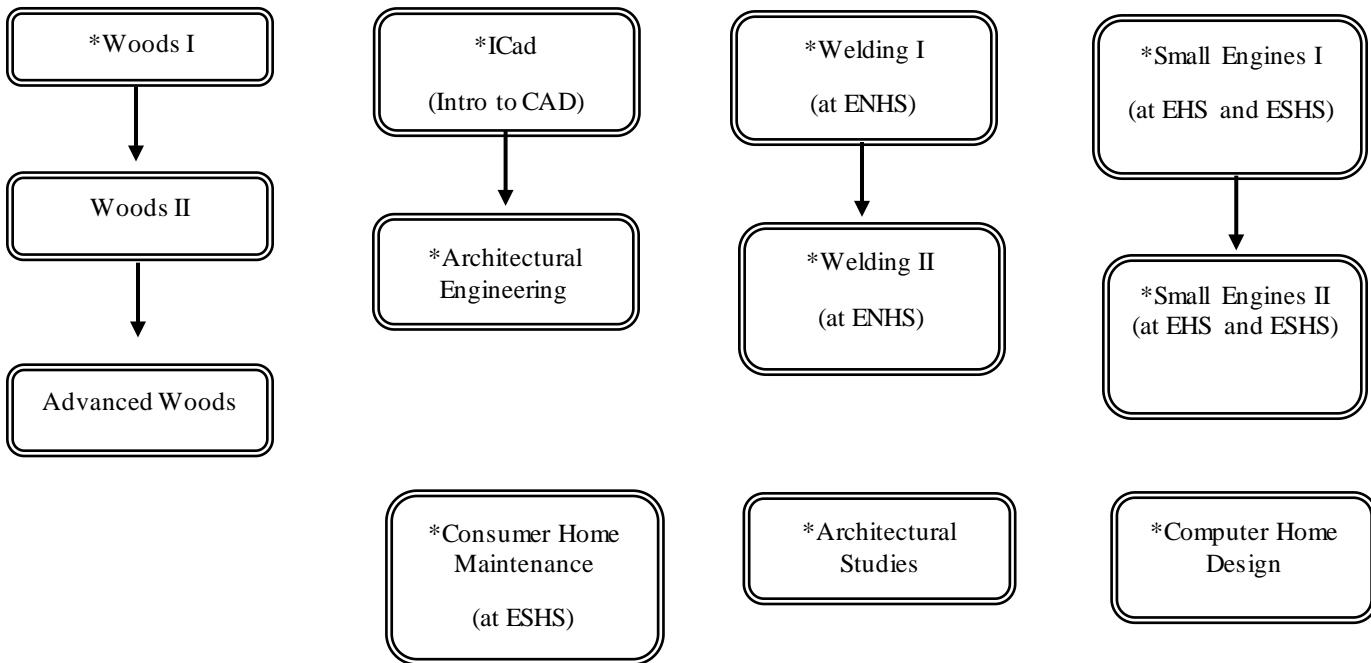 *Woods I
Woods II
Advanced Woods
*ICad
(Intro to CAD)
*Architectural
Engineering
*Welding I
(at ENHS)
*Welding II
(at ENHS)
*Small Engines I
(at EHS and ESHS)
*Small Engines II
(at EHS and ESHS)
*Consumer Home
Maintenance
(at ESHS)
*Architectural
Studies
*Computer Home
Design